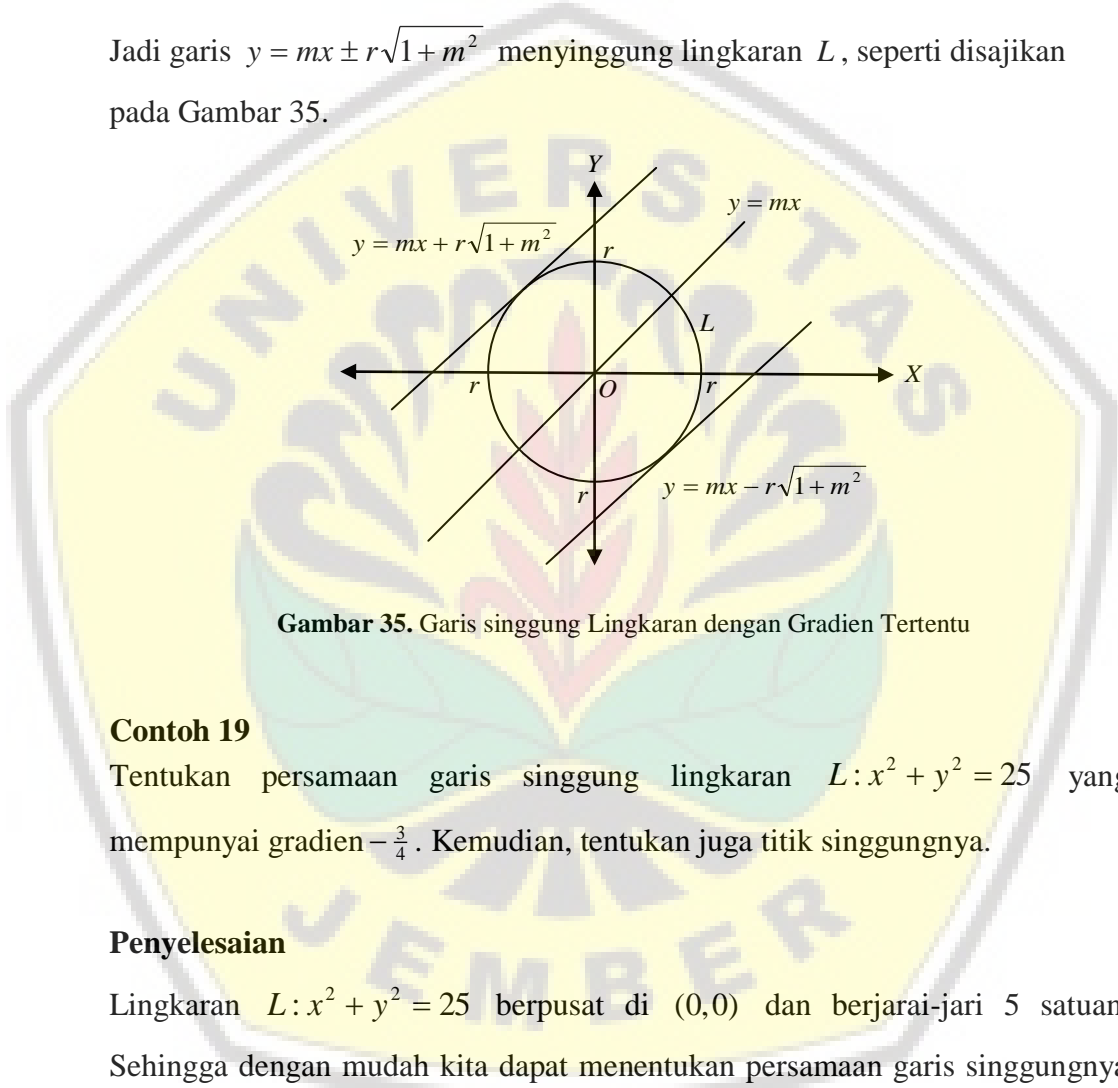 Jadi garis y = mx ± r√(1 + m²) menyinggung lingkaran L, seperti disajikan
pada Gambar 35.
UNIVERSITAS
Y
y = mx
y = mx + r√(1 + m²)
r
L
X
r
O
r
y = mx − r√(1 + m²)
r
Gambar 35. Garis singgung Lingkaran dengan Gradien Tertentu
Contoh 19
Tentukan persamaan garis singgung lingkaran L : x² + y² = 25 yang
mempunyai gradien − 3/4 . Kemudian, tentukan juga titik singgungnya.
JEMBER
Penyelesaian
Lingkaran L : x² + y² = 25 berpusat di (0,0) dan berjarai-jari 5 satuan
Sehingga dengan mudah kita dapat menentukan persamaan garis singgungnya